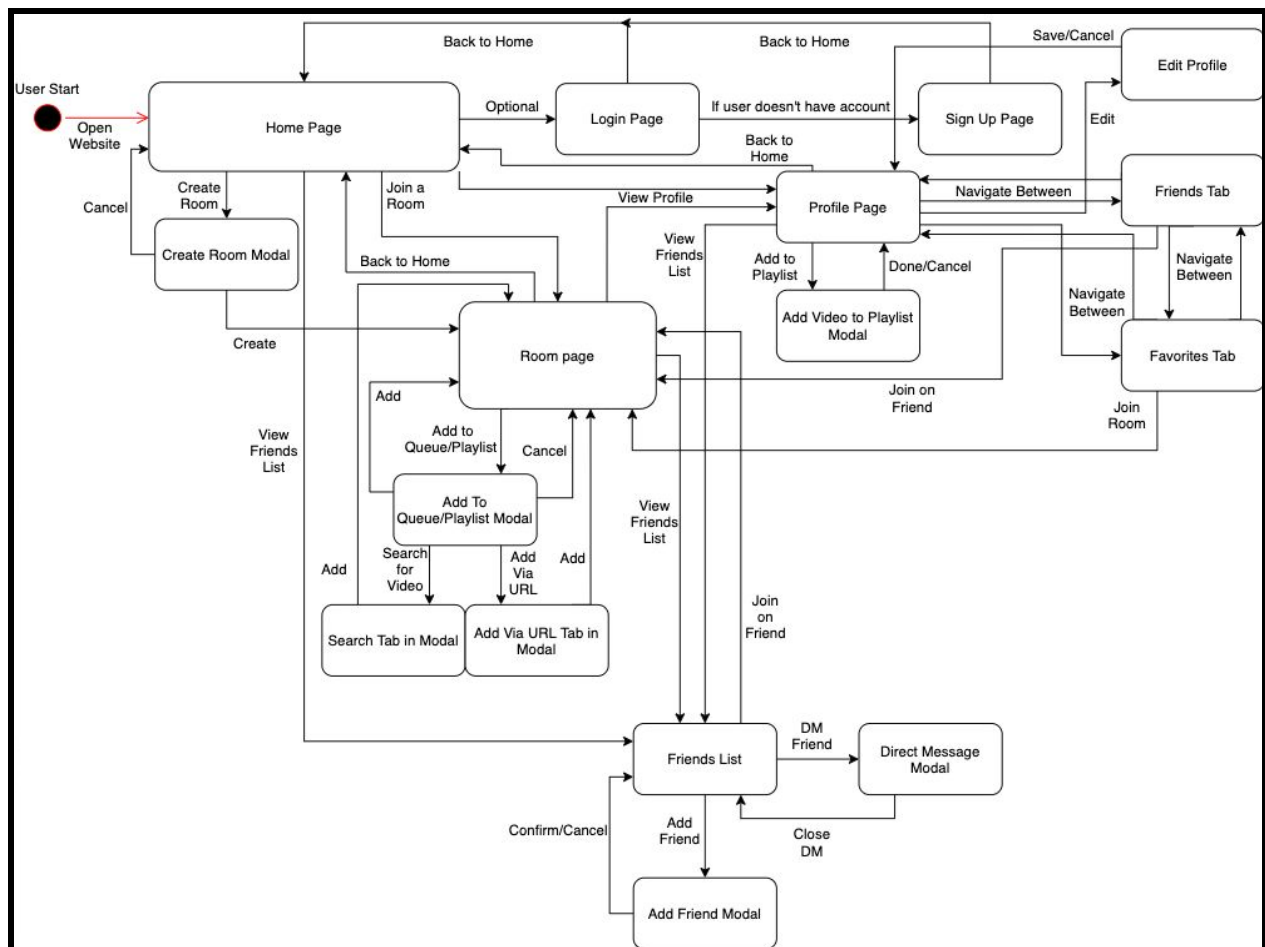 Back to Home
Back to Home
Save/Cancel
Edit Profile
User Start
Open
Website
Home Page
Optional
Login Page
If user doesn't have account
Sign Up Page
Edit
Back to
Home
Cancel
Create
Room
Join a
Room
View Profile
Profile Page
Navigate Between
Friends Tab
Create Room Modal
Back to Home
View
Friends
List
Add to
Playlist
Done/Cancel
Navigate
Between
Navigate
Between
Add Video to Playlist
Modal
Create
Room page
Favorites Tab
Add
Join on
Friend
Join
Room
View
Friends
List
Add to
Queue/Playlist
Cancel
Add To
Queue/Playlist Modal
View
Friends
List
Search
for
Video
Add
Via
URL
Add
Add
Join
on
Friend
Search Tab in Modal
Add Via URL Tab in
Modal
Friends List
DM
Friend
Direct Message
Modal
Confirm/Cancel
Add
Friend
Close
DM
Add Friend Modal